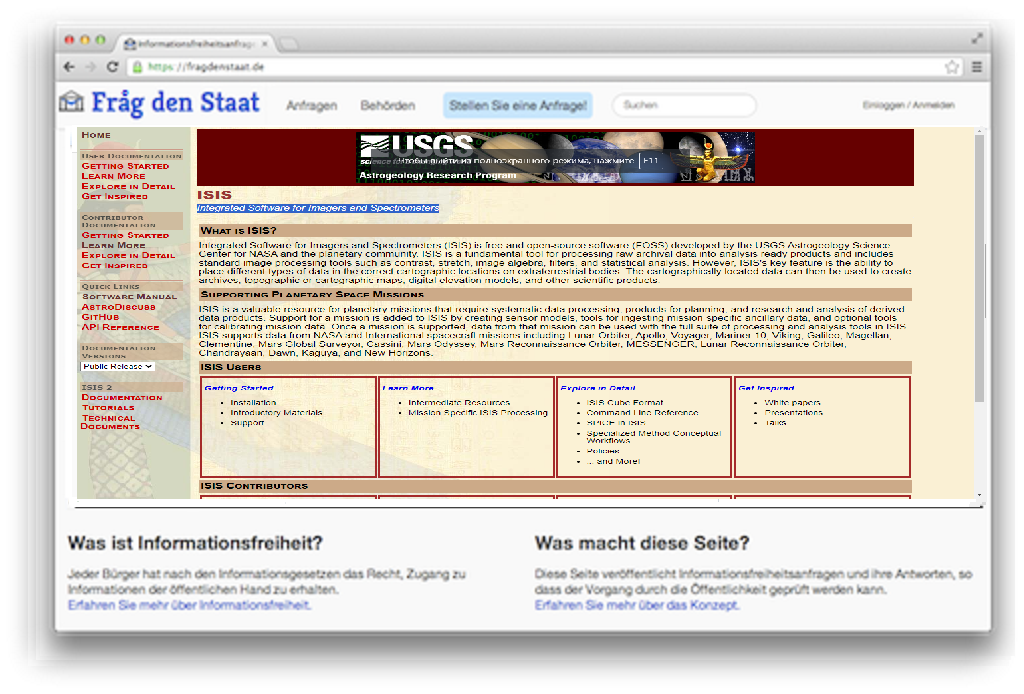 Informationsfreiheitsanfrag
https://fragdenstaat.de
Fråg den Staat
Anfragen
Behörden
Stellen Sie eine Anfrage!
Suchen
Einloggen / Anmelden
Home
User Documentation
Getting Started
Learn More
Explore in Detail
Get Inspired
Contributor
Documentation
Getting Started
Learn More
Explore in Detail
Get Inspired
Quick Links
Software Manual
AstroDiscuss
GitHub
API Reference
Documentation
Versions
Public Release
ISIS 2
Documentation
Tutorials
Technical
Documents
USGS
Чтобы выйти из полноэкранного режима, нажмите F11
Astrogeology Research Program
ISIS
Integrated Software for Imagers and Spectrometers
What is ISIS?
Integrated Software for Imagers and Spectrometers (ISIS) is free and open-source software (FOSS) developed by the USGS Astrogeology Science
Center for NASA and the planetary community. ISIS is a fundamental tool for processing raw archival data into analysis ready products and includes
standard image processing tools such as contrast, stretch, image algebra, filters, and statistical analysis. However, ISIS's key feature is the ability to
place different types of data in the correct cartographic locations on extraterrestrial bodies. The cartographically located data can then be used to create
archives, topographic or cartographic maps, digital elevation models, and other scientific products.
Supporting Planetary Space Missions
ISIS is a valuable resource for planetary missions that require systematic data processing, products for planning, and research and analysis of derived
data products. Support for a mission is added to ISIS by creating sensor models, tools for ingesting mission specific ancillary data, and optional tools
for calibrating mission data. Once a mission is supported, data from that mission can be used with the full suite of processing and analysis tools in ISIS.
ISIS supports data from NASA and International spacecraft missions including Lunar Orbiter, Apollo, Voyager, Mariner 10, Viking, Galileo, Magellan,
Clementine, Mars Global Surveyor, Cassini, Mars Odyssey, Mars Reconnaissance Orbiter, MESSENGER, Lunar Reconnaissance Orbiter,
Chandrayaan, Dawn, Kaguya, and New Horizons.
ISIS Users
Getting Started
Installation
Introductory Materials
Support
Learn More
Intermediate Resources
Mission Specific ISIS Processing
Explore in Detail
ISIS Cube Format
Command Line Reference
SPICE in ISIS
Specialized Method Conceptual
Workflows
Policies
... and More!
Get Inspired
White papers
Presentations
Talks
ISIS Contributors
Was ist Informationsfreiheit?
Jeder Bürger hat nach den Informationsgesetzen das Recht, Zugang zu
Informationen der öffentlichen Hand zu erhalten.
Erfahren Sie mehr über Informationsfreiheit.
Was macht diese Seite?
Diese Seite veröffentlicht Informationsfreiheitsanfragen und ihre Antworten, so
dass der Vorgang durch die Öffentlichkeit geprüft werden kann.
Erfahren Sie mehr über das Konzept.